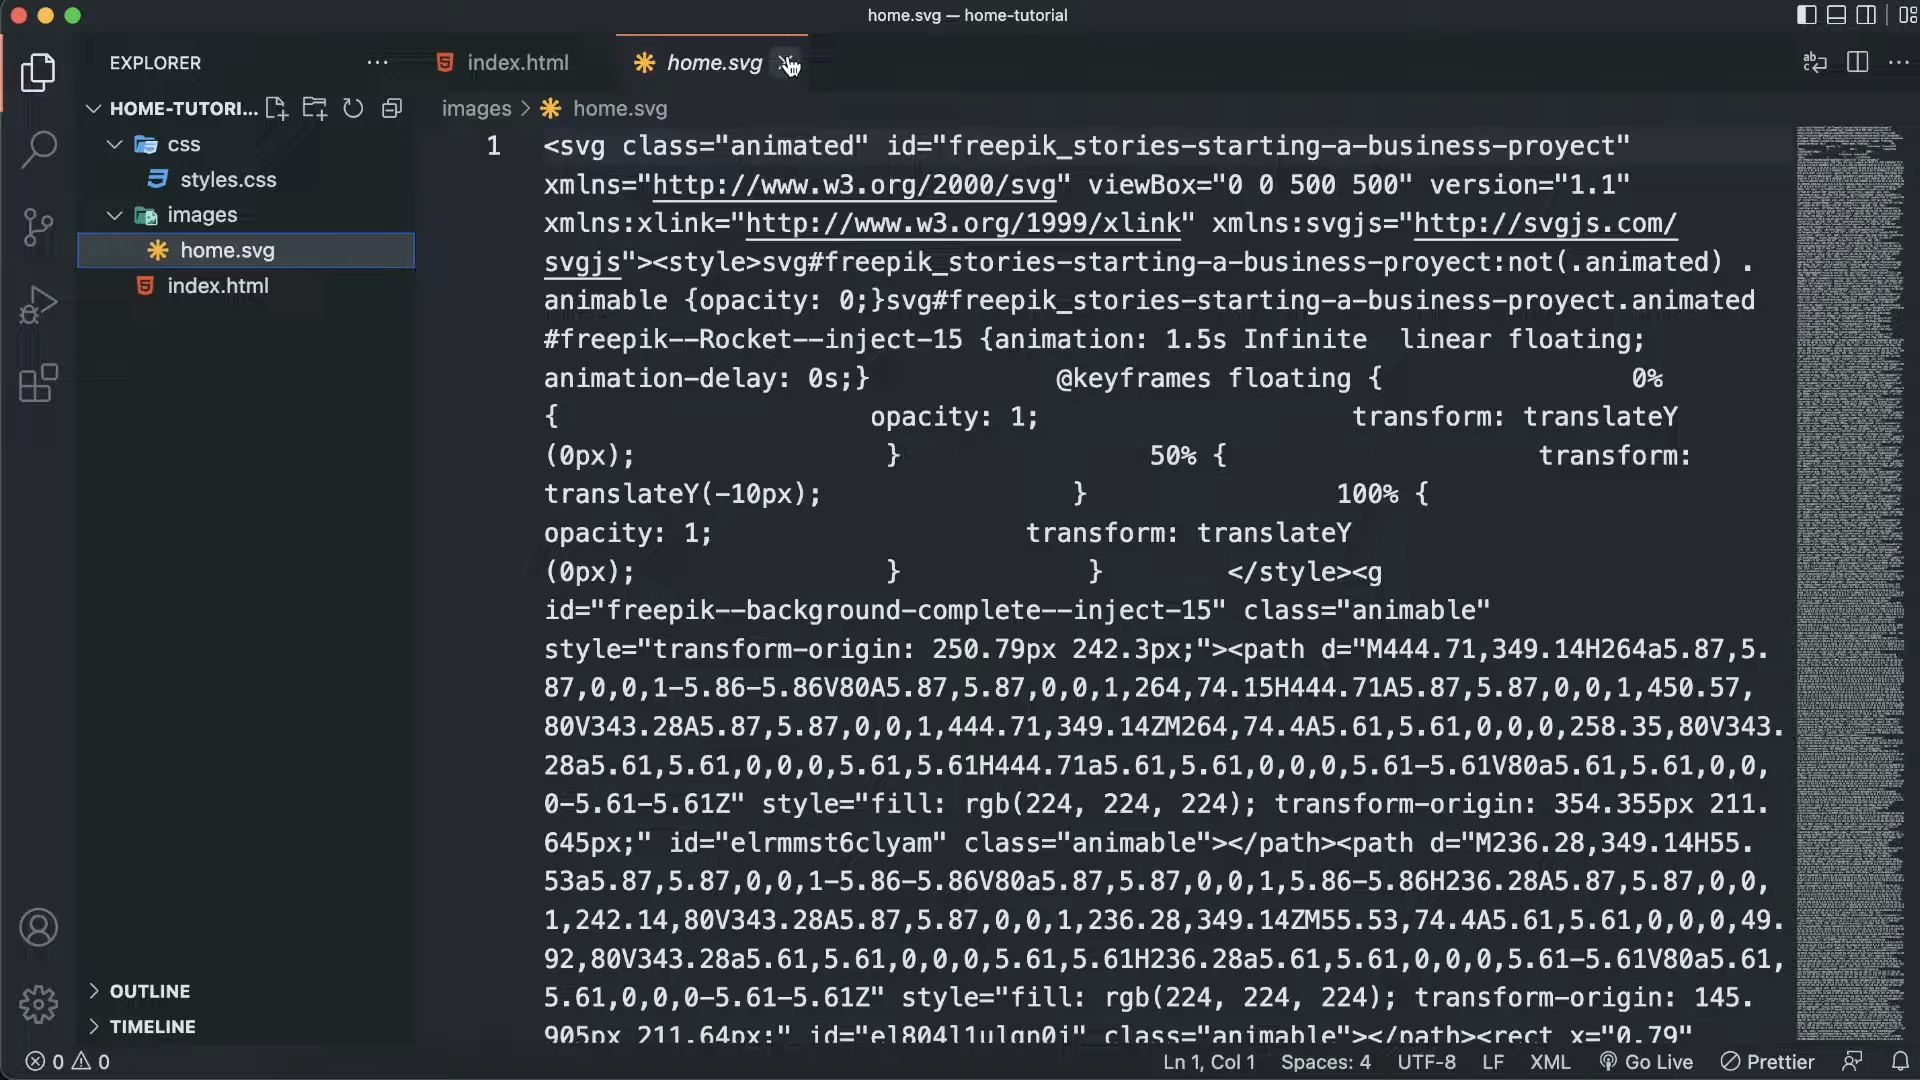 home.svg — home-tutorial
EXPLORER
index.html
home.svg
HOME-TUTORI...
images > home.svg
css
styles.css
images
home.svg
index.html
1
<svg class="animated" id="freepik_stories-starting-a-business-proyect"
xmlns="http://www.w3.org/2000/svg" viewBox="0 0 500 500" version="1.1"
xmlns:xlink="http://www.w3.org/1999/xlink" xmlns:svgjs="http://svgjs.com/
svgjs"><style>svg#freepik_stories-starting-a-business-proyect:not(.animated) .
animable {opacity: 0;}svg#freepik_stories-starting-a-business-proyect.animated
#freepik--Rocket--inject-15 {animation: 1.5s Infinite  linear floating;
animation-delay: 0s;}            @keyframes floating {                0%
{                    opacity: 1;                    transform: translateY
(0px);                }                50% {                    transform:
translateY(-10px);                }                100% {
opacity: 1;                    transform: translateY
(0px);                }            }        </style><g
id="freepik--background-complete--inject-15" class="animable"
style="transform-origin: 250.79px 242.3px;"><path d="M444.71,349.14H264a5.87,5.
87,0,0,1-5.86-5.86V80A5.87,5.87,0,0,1,264,74.15H444.71A5.87,5.87,0,0,1,450.57,
80V343.28A5.87,5.87,0,0,1,444.71,349.14ZM264,74.4A5.61,5.61,0,0,0,258.35,80V343.
28a5.61,5.61,0,0,0,5.61,5.61H444.71a5.61,5.61,0,0,0,5.61-5.61V80a5.61,5.61,0,0,
0-5.61-5.61Z" style="fill: rgb(224, 224, 224); transform-origin: 354.355px 211.
645px;" id="elrmmst6clyam" class="animable"></path><path d="M236.28,349.14H55.
53a5.87,5.87,0,0,1-5.86-5.86V80a5.87,5.87,0,0,1,5.86-5.86H236.28A5.87,5.87,0,0,
1,242.14,80V343.28A5.87,5.87,0,0,1,236.28,349.14ZM55.53,74.4A5.61,5.61,0,0,0,49.
92,80V343.28a5.61,5.61,0,0,0,5.61,5.61H236.28a5.61,5.61,0,0,0,5.61-5.61V80a5.61,
5.61,0,0,0-5.61-5.61Z" style="fill: rgb(224, 224, 224); transform-origin: 145.
905px 211.64px;" id="el804l1ulgn0j" class="animable"></path><rect x="0.79"
OUTLINE
TIMELINE
0 0
Ln 1, Col 1
Spaces: 4
UTF-8
LF
XML
Go Live
Prettier